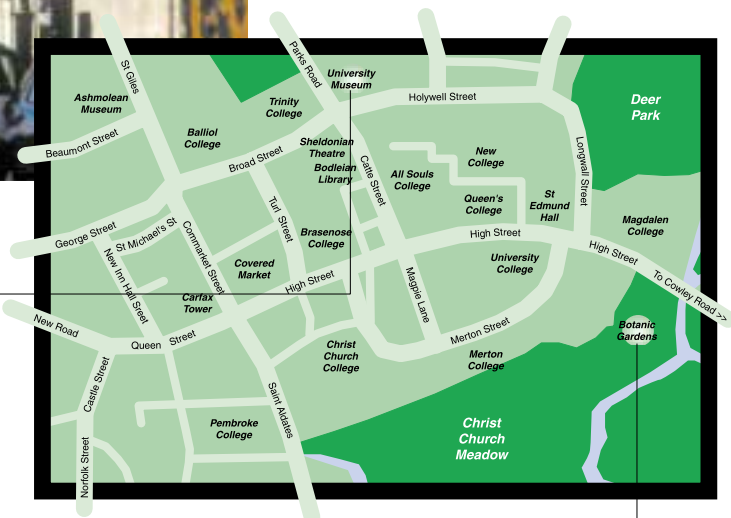 St Giles
Parks Road
University
Museum
Ashmolean
Museum
Trinity
College
Holywell Street
Deer
Park
Beaumont Street
Balliol
College
Broad Street
Sheldonian
Theatre
Bodleian
Library
Cattle Street
All Souls
College
New
College
Longwall Street
Queen's
College
St
Edmund
Hall
Magdalen
College
George Street
St Michael's St
New Inn Hall Street
Commarket Street
Turl Street
Brasenose
College
High Street
High Street
University
College
To Cowley Road >>
Covered
Market
High Street
Carfax
Tower
Magpie Lane
New Road
Queen Street
Merton Street
Botanic
Gardens
Christ
Church
College
Merton
College
Castle Street
Saint Aldates
Pembroke
College
Christ
Church
Meadow
Norfolk Street